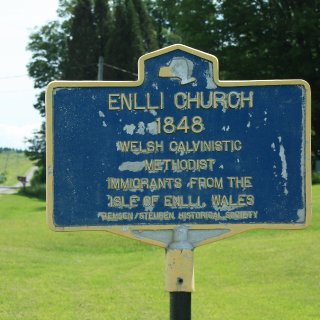 ENLLI CHURCH
1848
WELSH CALVINISTIC
METHODIST
IMMIGRANTS FROM THE
ISLE OF ENLLI, WALES
REMSEN/STEUBEN HISTORICAL SOCIETY